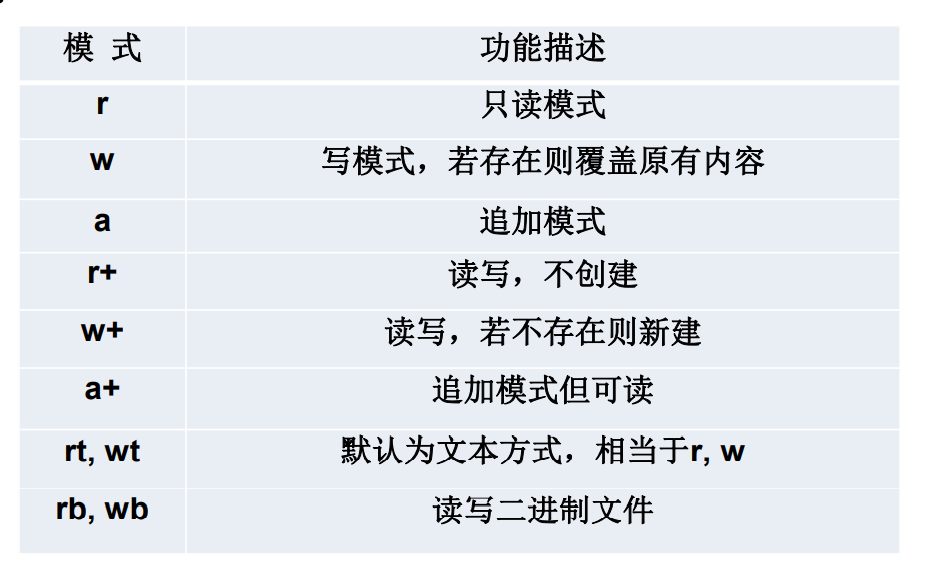 模 式 功能描述
r 只读模式
w 写模式，若存在则覆盖原有内容
a 追加模式
r+ 读写，不创建
w+ 读写，若不存在则新建
a+ 追加模式但可读
rt, wt 默认为文本方式，相当于r, w
rb, wb 读写二进制文件